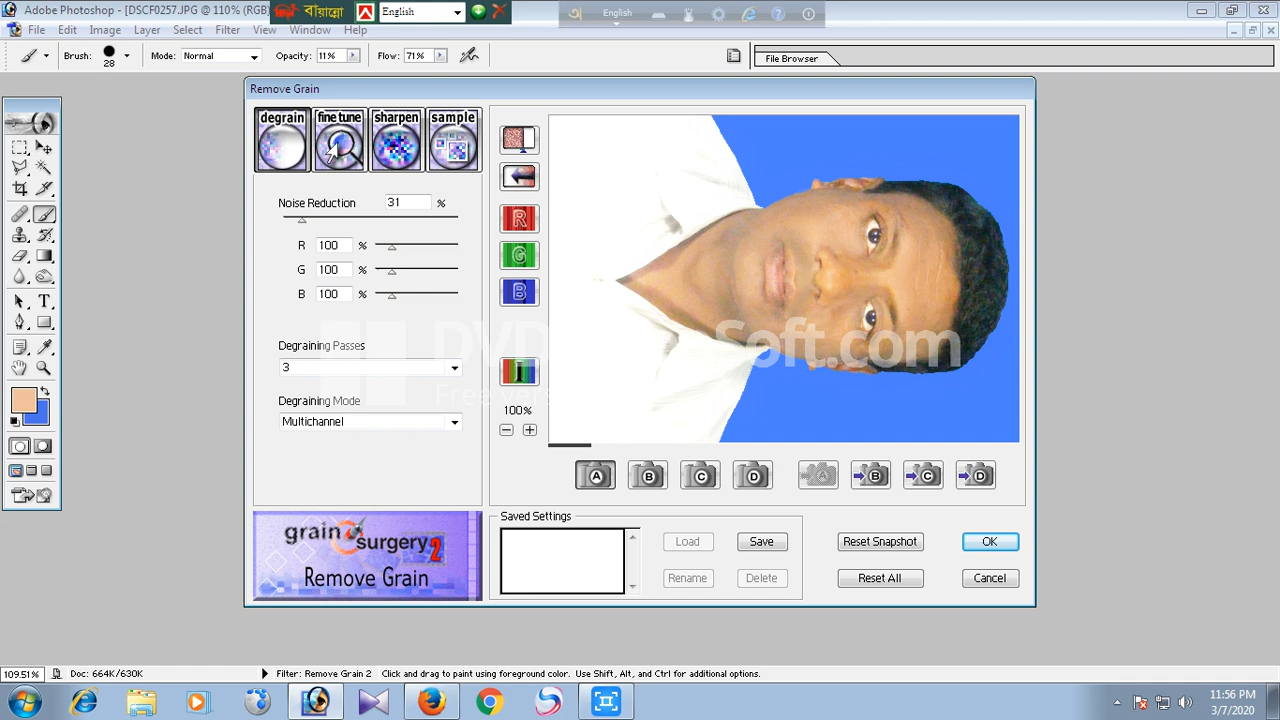 Adobe Photoshop - [DSCF0257.JPG @ 110% (RGB)
বায়ান্নো
English
English
File Edit Image Layer Select Filter View Window Help
Brush: 28 Mode: Normal Opacity: 11% Flow: 71%
File Browser
Remove Grain
degrain fine tune sharpen sample
Noise Reduction 31 %
R 100 %
G 100 %
B 100 %
R
G
B
Degraining Passes
3
Degraining Mode
Multichannel
100%
A B C D A B C D
grain surgery 2
Remove Grain
Saved Settings
Load Save Reset Snapshot OK
Rename Delete Reset All Cancel
109.51% Doc: 664K/630K Filter: Remove Grain 2 Click and drag to paint using foreground color. Use Shift, Alt, and Ctrl for additional options.
11:56 PM
3/7/2020